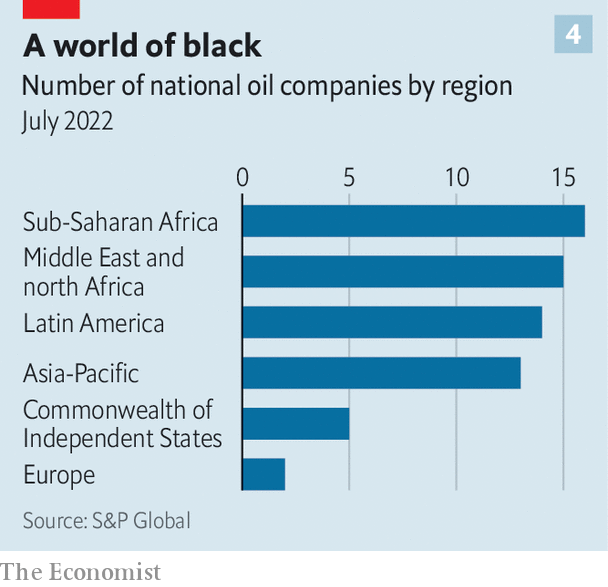 A world of black
4
Number of national oil companies by region
July 2022
0 5 10 15
Sub-Saharan Africa
Middle East and
north Africa
Latin America
Asia-Pacific
Commonwealth of
Independent States
Europe
Source: S&P Global
The Economist